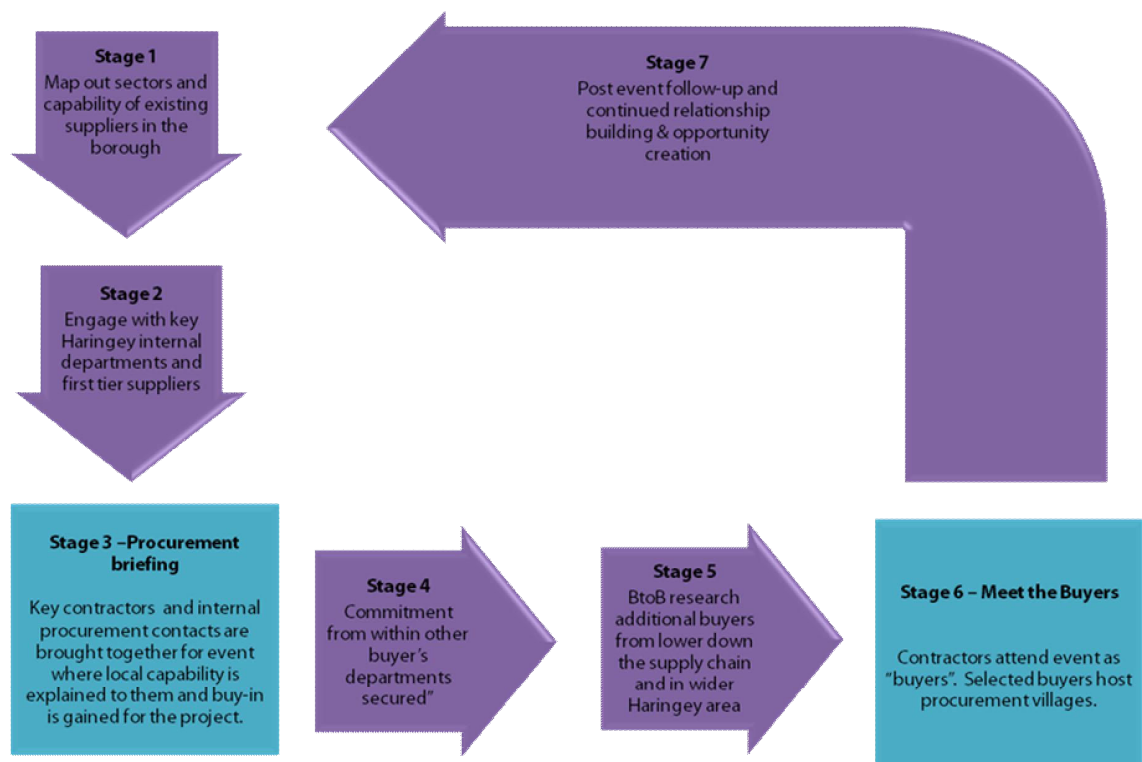 Stage 1
Map out sectors and
capability of existing
suppliers in the
borough
Stage 2
Engage with key
Haringey internal
departments and
first tier suppliers
Stage 3 –Procurement
briefing
Key contractors and internal
procurement contacts are
brought together for event
where local capability is
explained to them and buy-in
is gained for the project.
Stage 4
Commitment
from within other
buyer's
departments
secured”
Stage 5
BtoB research
additional buyers
from lower down
the supply chain
and in wider
Haringey area
Stage 6 – Meet the Buyers
Contractors attend event as
“buyers”. Selected buyers host
procurement villages.
Stage 7
Post event follow-up and
continued relationship
building & opportunity
creation